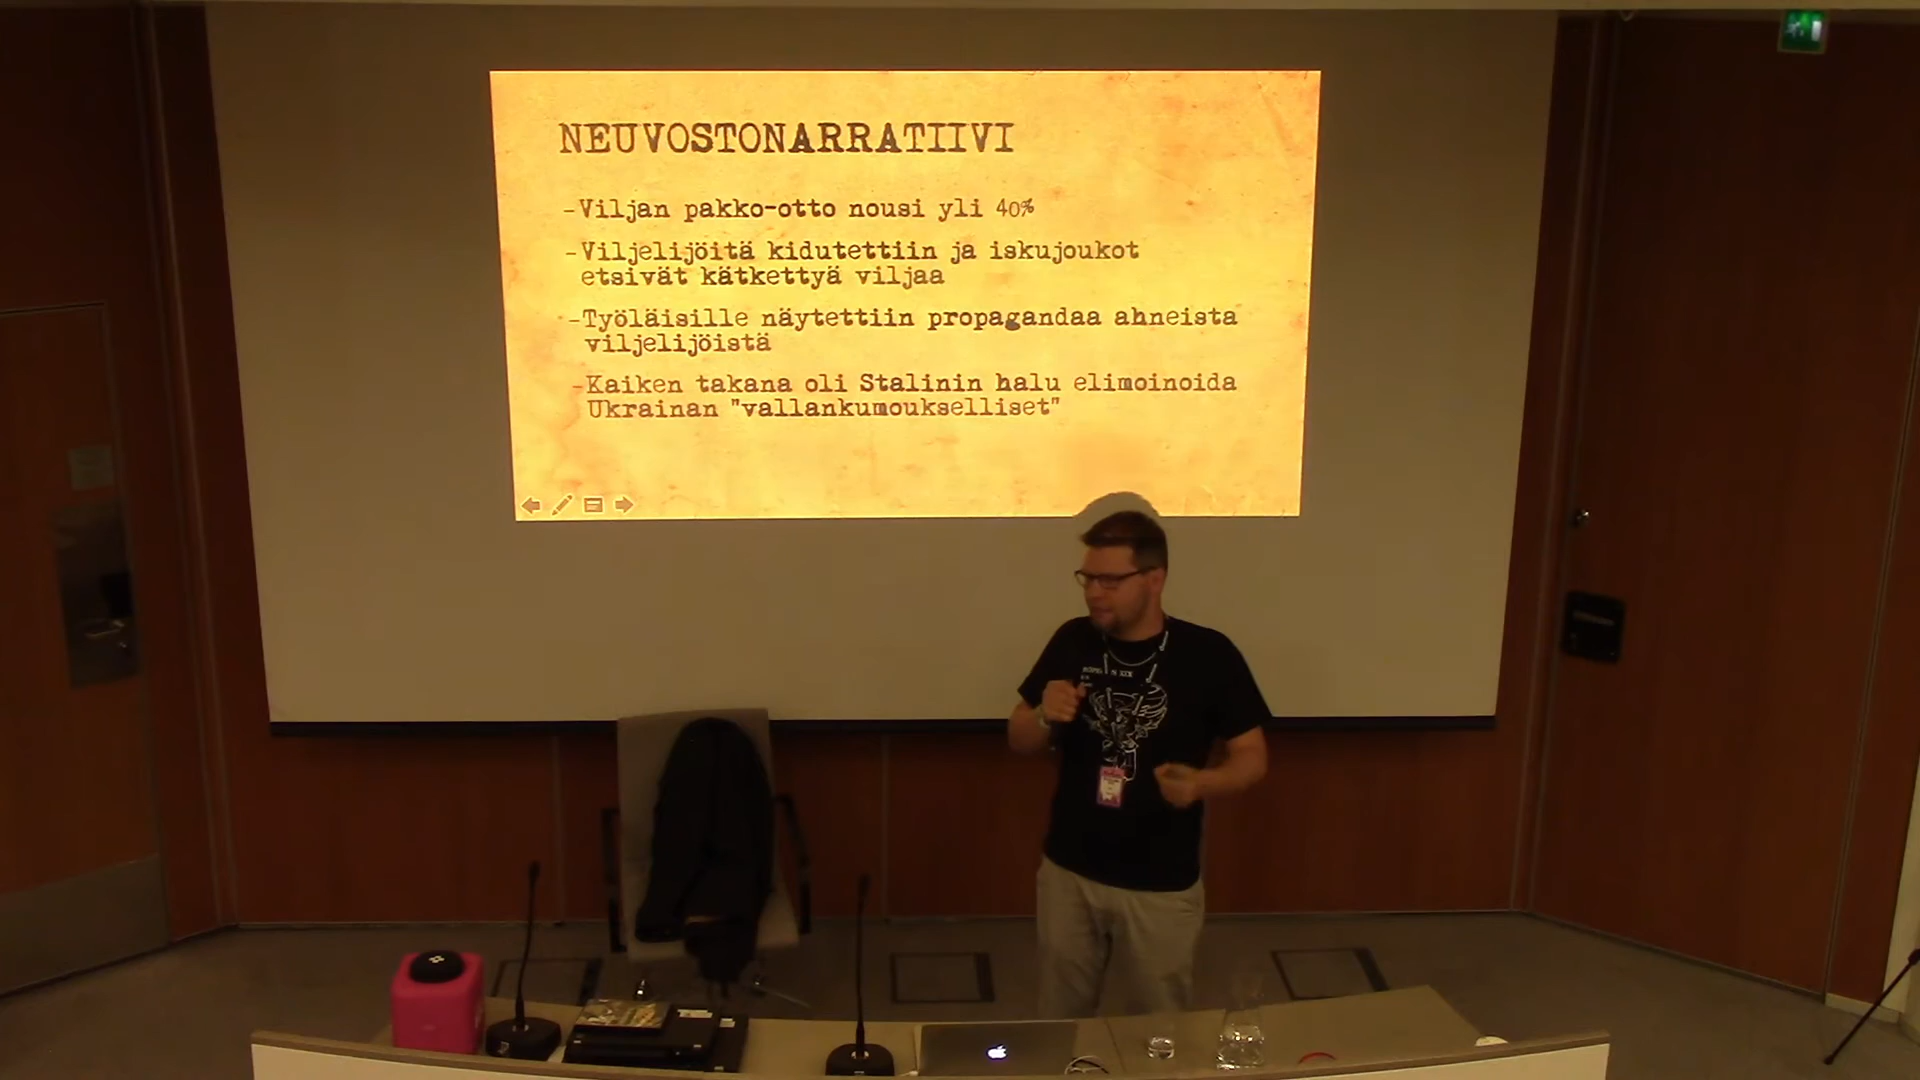 NEUVOSTONARRATIIVI
-Viljan pakko-otto nousi yli 40%
-Viljelijöitä kidutettiin ja iskujoukot
etsivät kätkettyä viljaa
-Työläisille näytettiin propagandaa ahneista
viljelijöistä
-Kaiken takana oli Stalinin halu elimoinoida
Ukrainan "vallankumoukselliset"